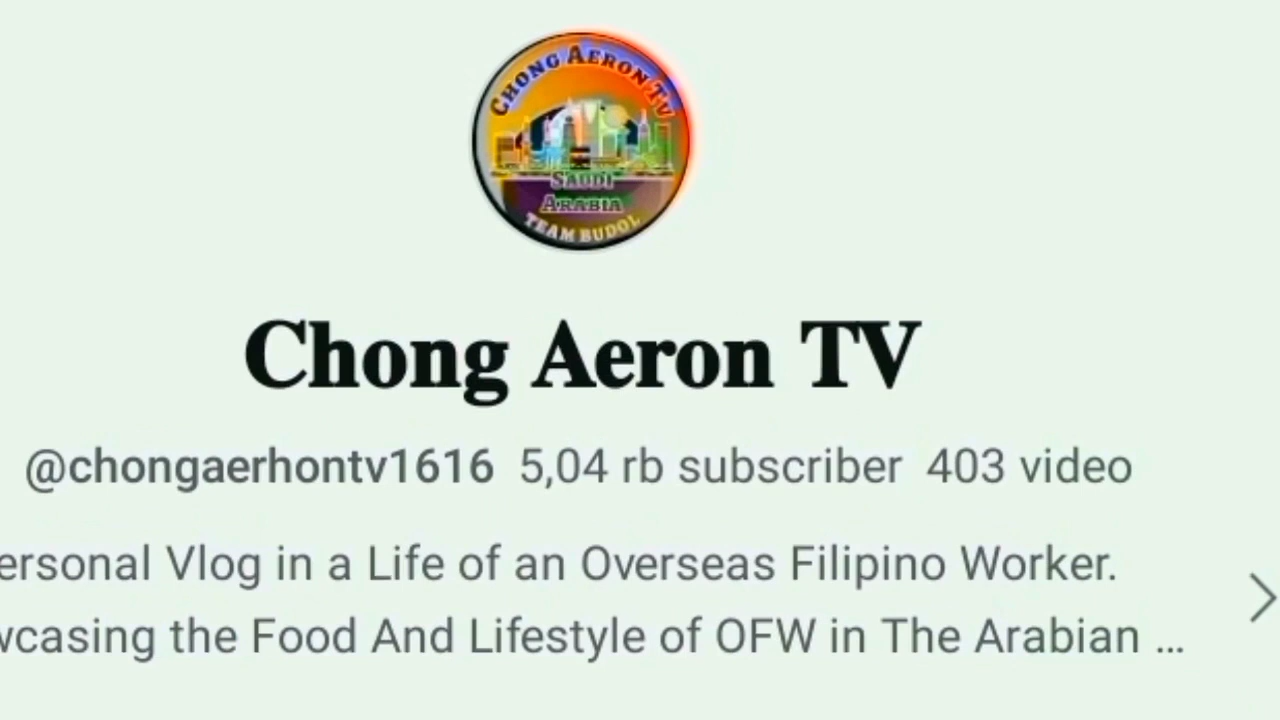 CHONG AERON TV
SAUDI
ARABIA
TEAM BUDOL
Chong Aeron TV
@chongaerhontv1616 5,04 rb subscriber 403 video
ersonal Vlog in a Life of an Overseas Filipino Worker.
wcasing the Food And Lifestyle of OFW in The Arabian ...